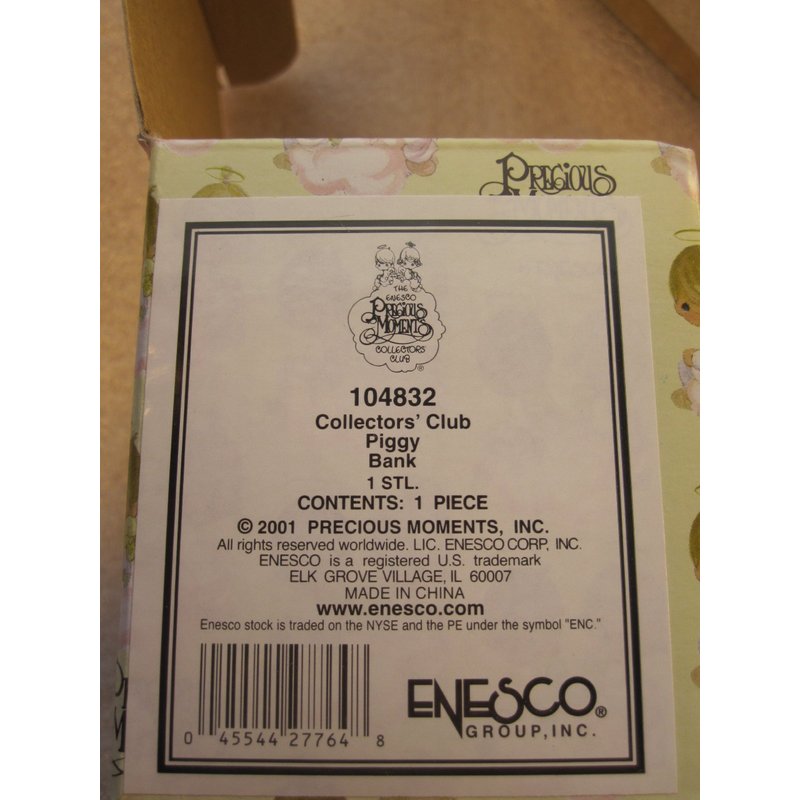 PRECIOUS
THE
ENESCO
PRECIOUS
MOMENTS
COLLECTORS'
CLUB
®
104832
Collectors' Club
Piggy
Bank
1 STL.
CONTENTS: 1 PIECE
© 2001 PRECIOUS MOMENTS, INC.
All rights reserved worldwide. LIC. ENESCO CORP, INC.
ENESCO is a registered U.S. trademark
ELK GROVE VILLAGE, IL 60007
MADE IN CHINA
www.enesco.com
Enesco stock is traded on the NYSE and the PE under the symbol "ENC."
0 45544 27764 8
ENESCO®
GROUP, INC.